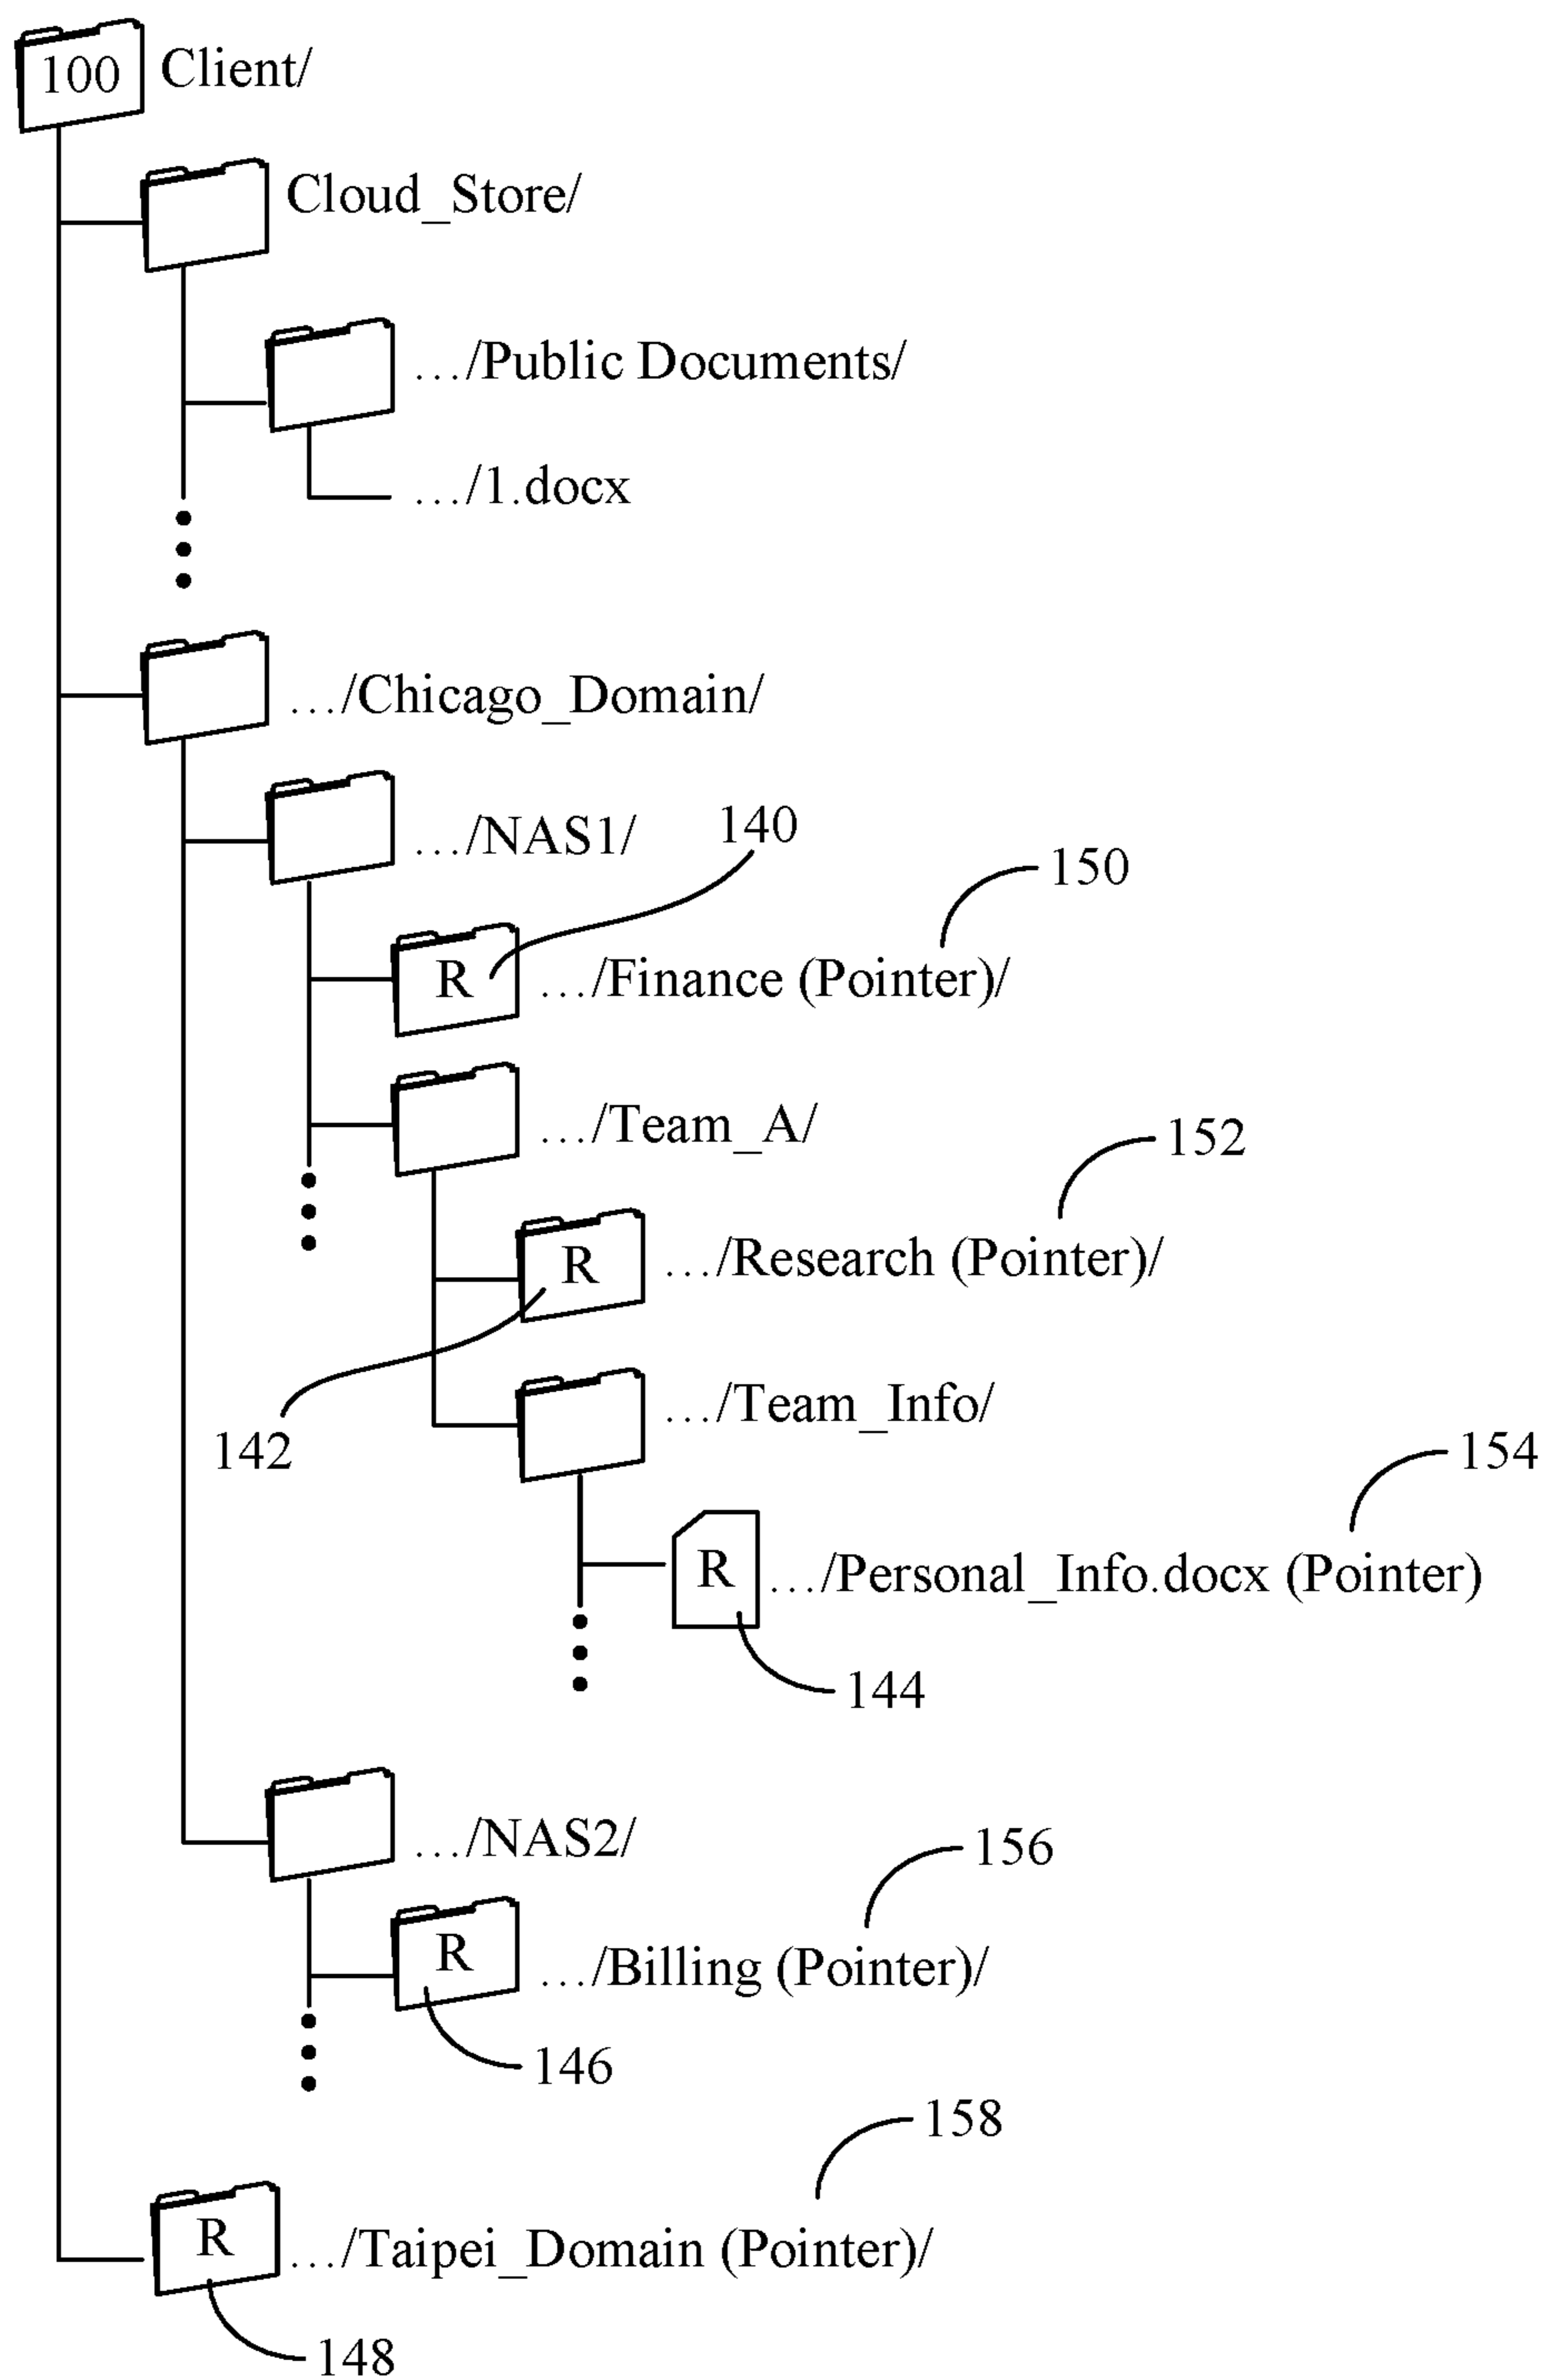 100 Client/
Cloud_Store/
.../Public Documents/
.../1.docx
.../Chicago_Domain/
.../NAS1/
140
150
R .../Finance (Pointer)/
.../Team_A/
152
R .../Research (Pointer)/
.../Team_Info/
142
154
R .../Personal_Info.docx (Pointer)
144
.../NAS2/
156
R .../Billing (Pointer)/
146
158
R .../Taipei_Domain (Pointer)/
148